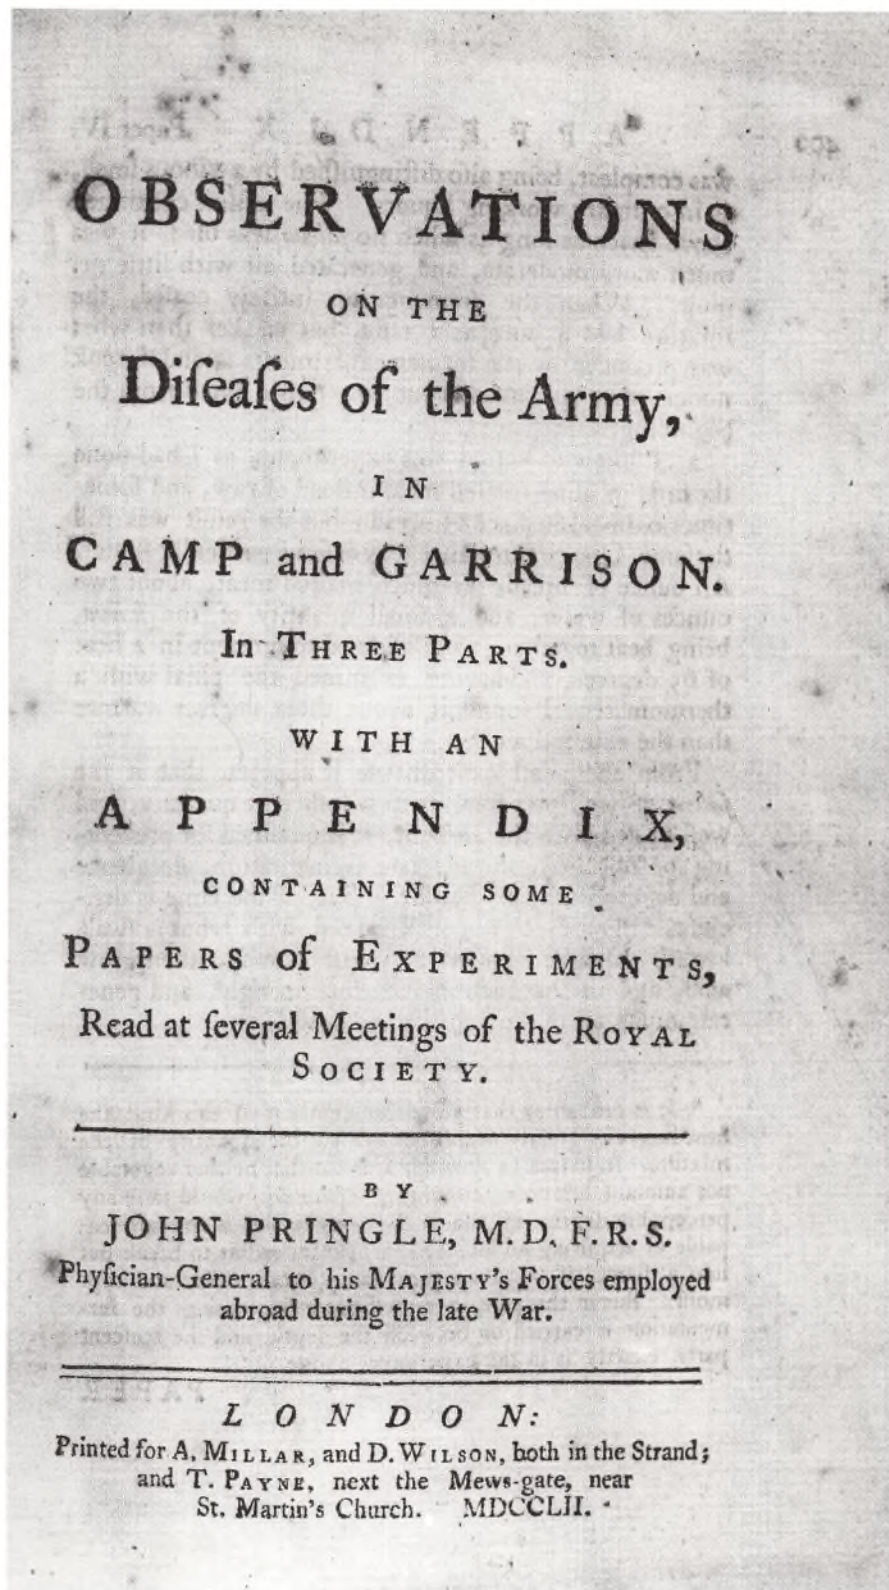 OBSERVATIONS
ON THE
Diſeaſes of the Army,
IN
CAMP and GARRISON.
In THREE PARTS.
WITH AN
APPENDIX,
CONTAINING SOME
PAPERS of EXPERIMENTS,
Read at ſeveral Meetings of the ROYAL
SOCIETY.
BY
JOHN PRINGLE, M.D. F.R.S.
Phyſician-General to his MAJESTY's Forces employed
abroad during the late War.
LONDON:
Printed for A. MILLAR, and D. WILSON, both in the Strand;
and T. PAYNE, next the Mews-gate, near
St. Martin's Church. MDCCLII.